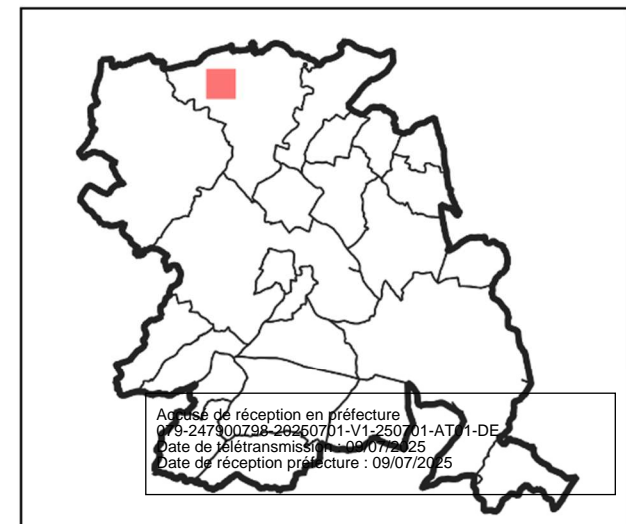 Accusé de réception en préfecture
079-247900798-20250701-V1-250701-AT01-DE
Date de télétransmission : 09/07/2025
Date de réception préfecture : 09/07/2025